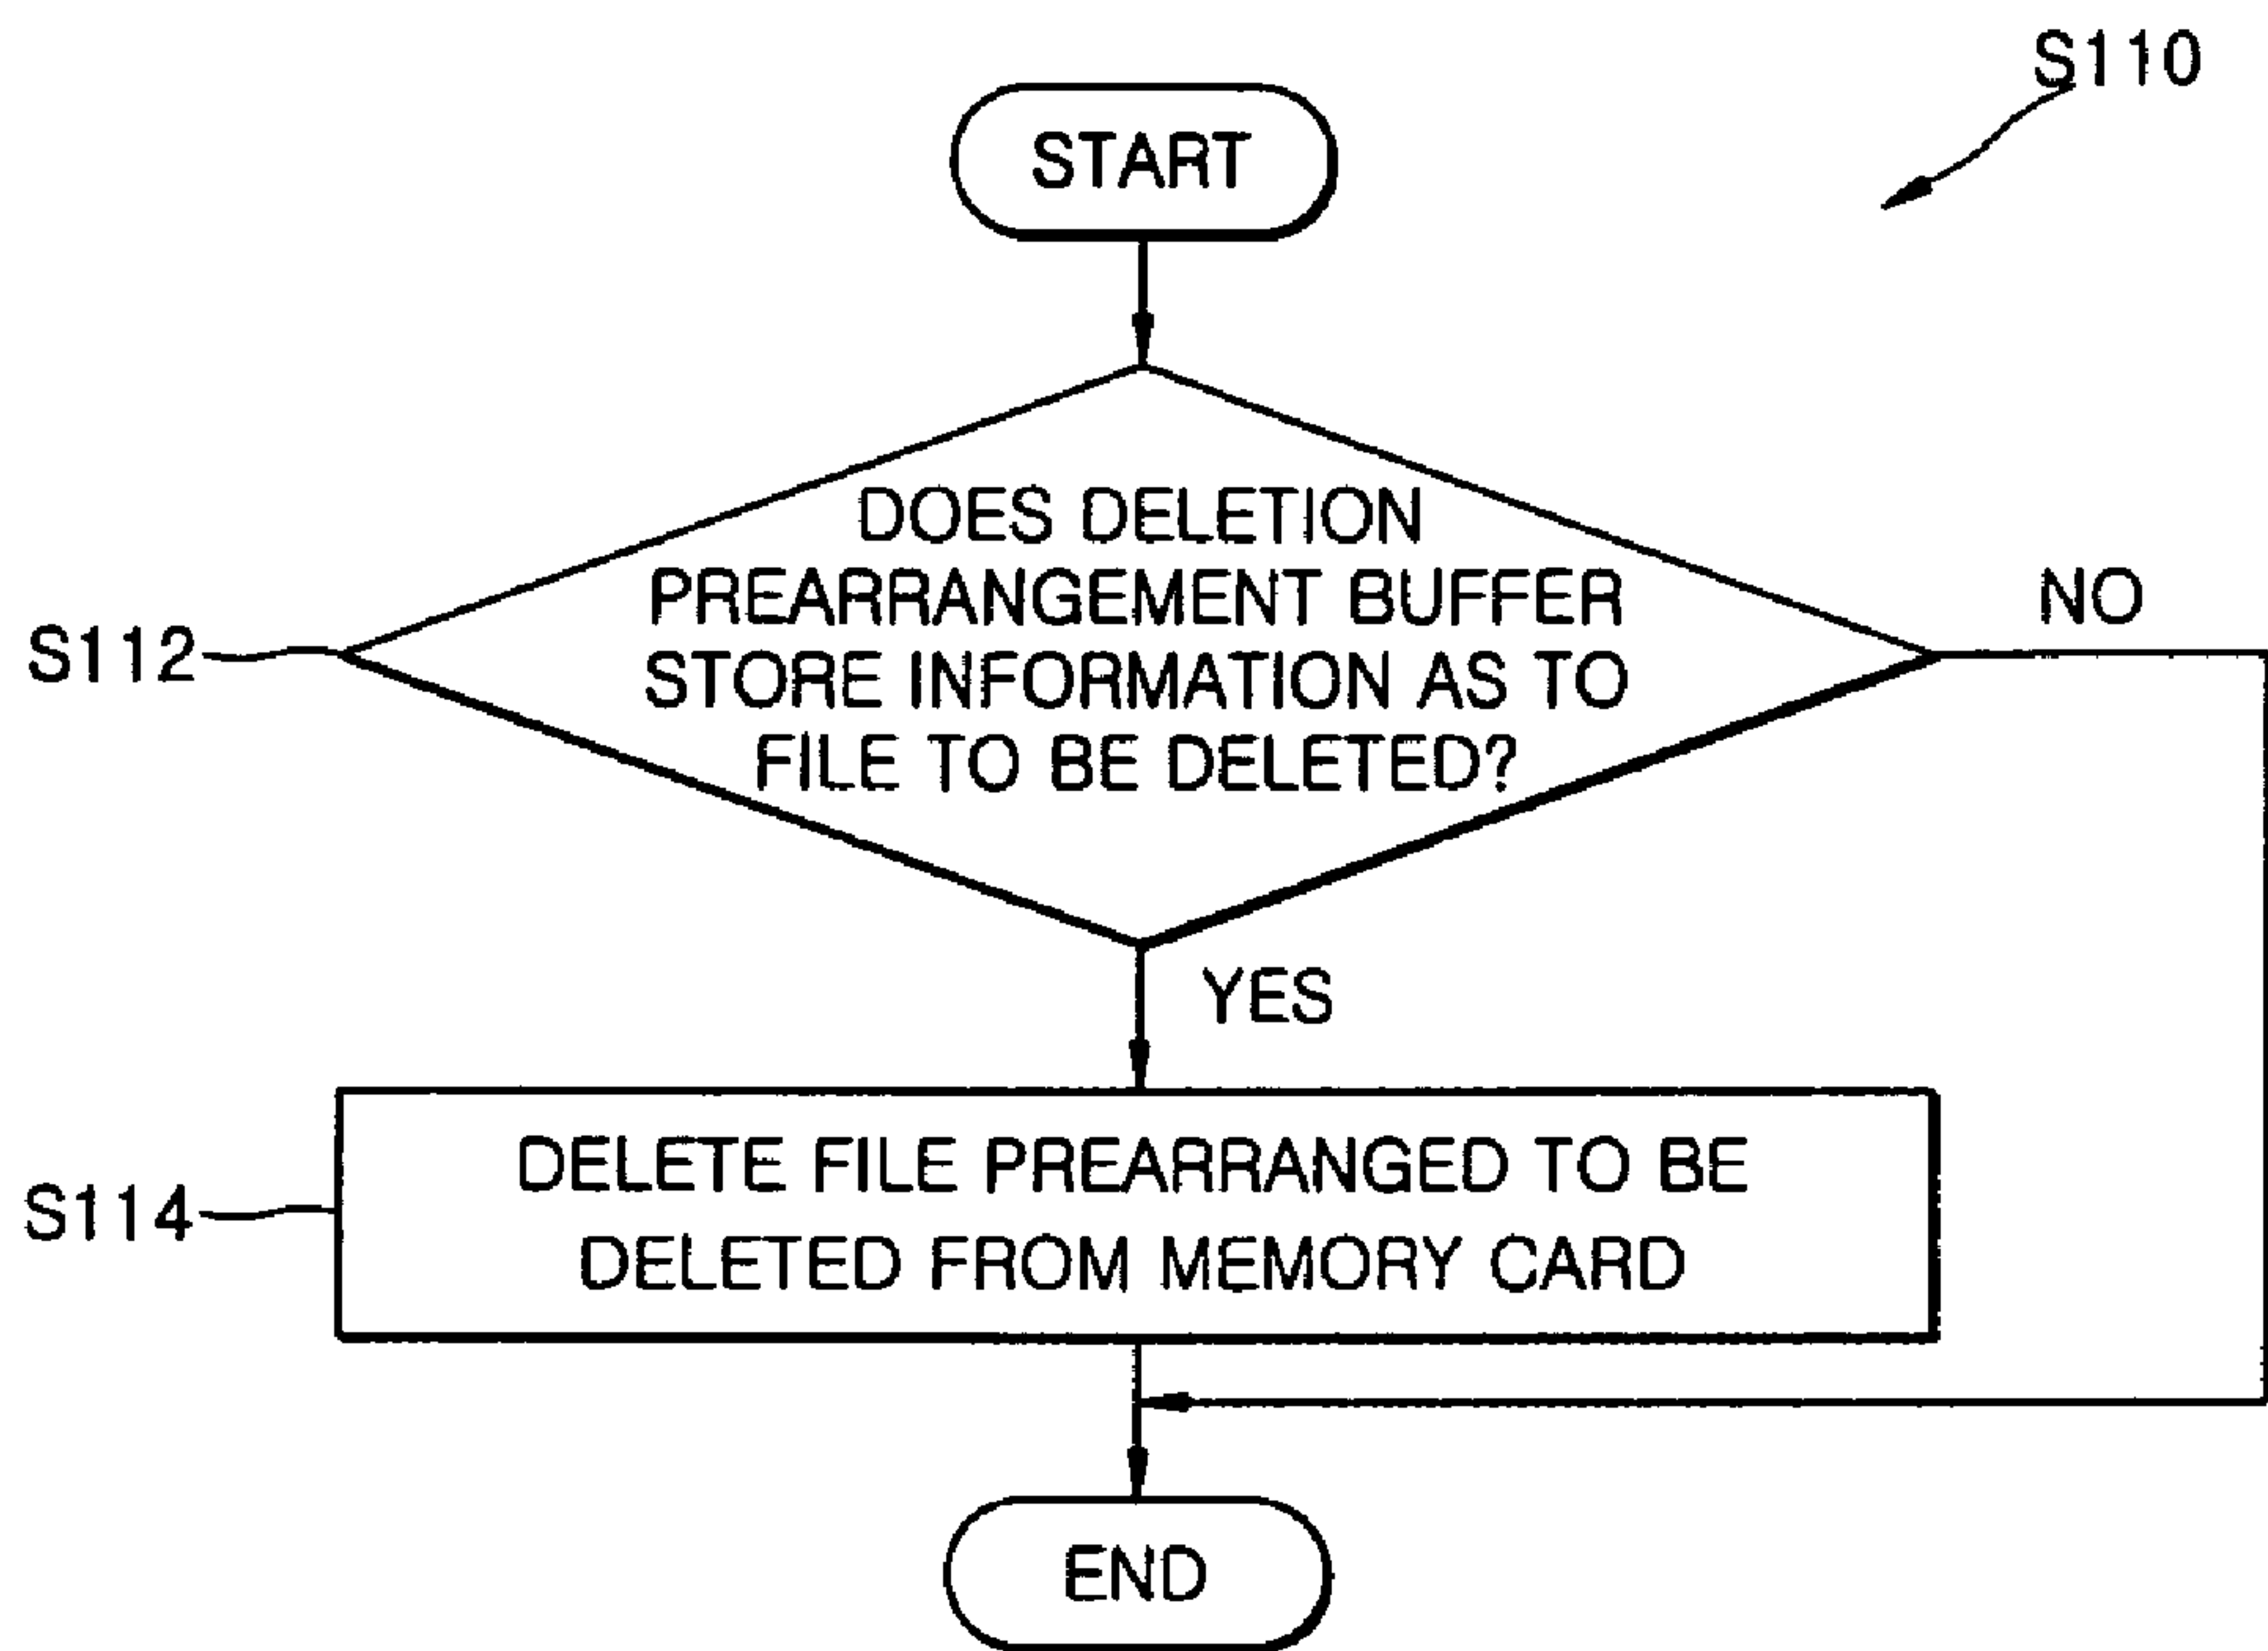 S110
START
DOES DELETION
PREARRANGEMENT BUFFER
STORE INFORMATION AS TO
FILE TO BE DELETED?
NO
S112
YES
DELETE FILE PREARRANGED TO BE
DELETED FROM MEMORY CARD
S114
END